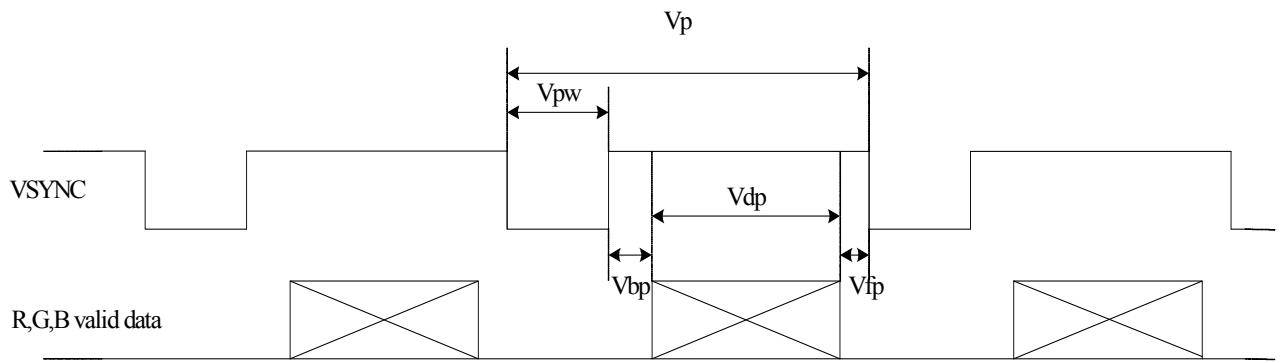 Vp
Vpw
VSYNC
Vdp
Vbp
Vfp
R,G,B valid data